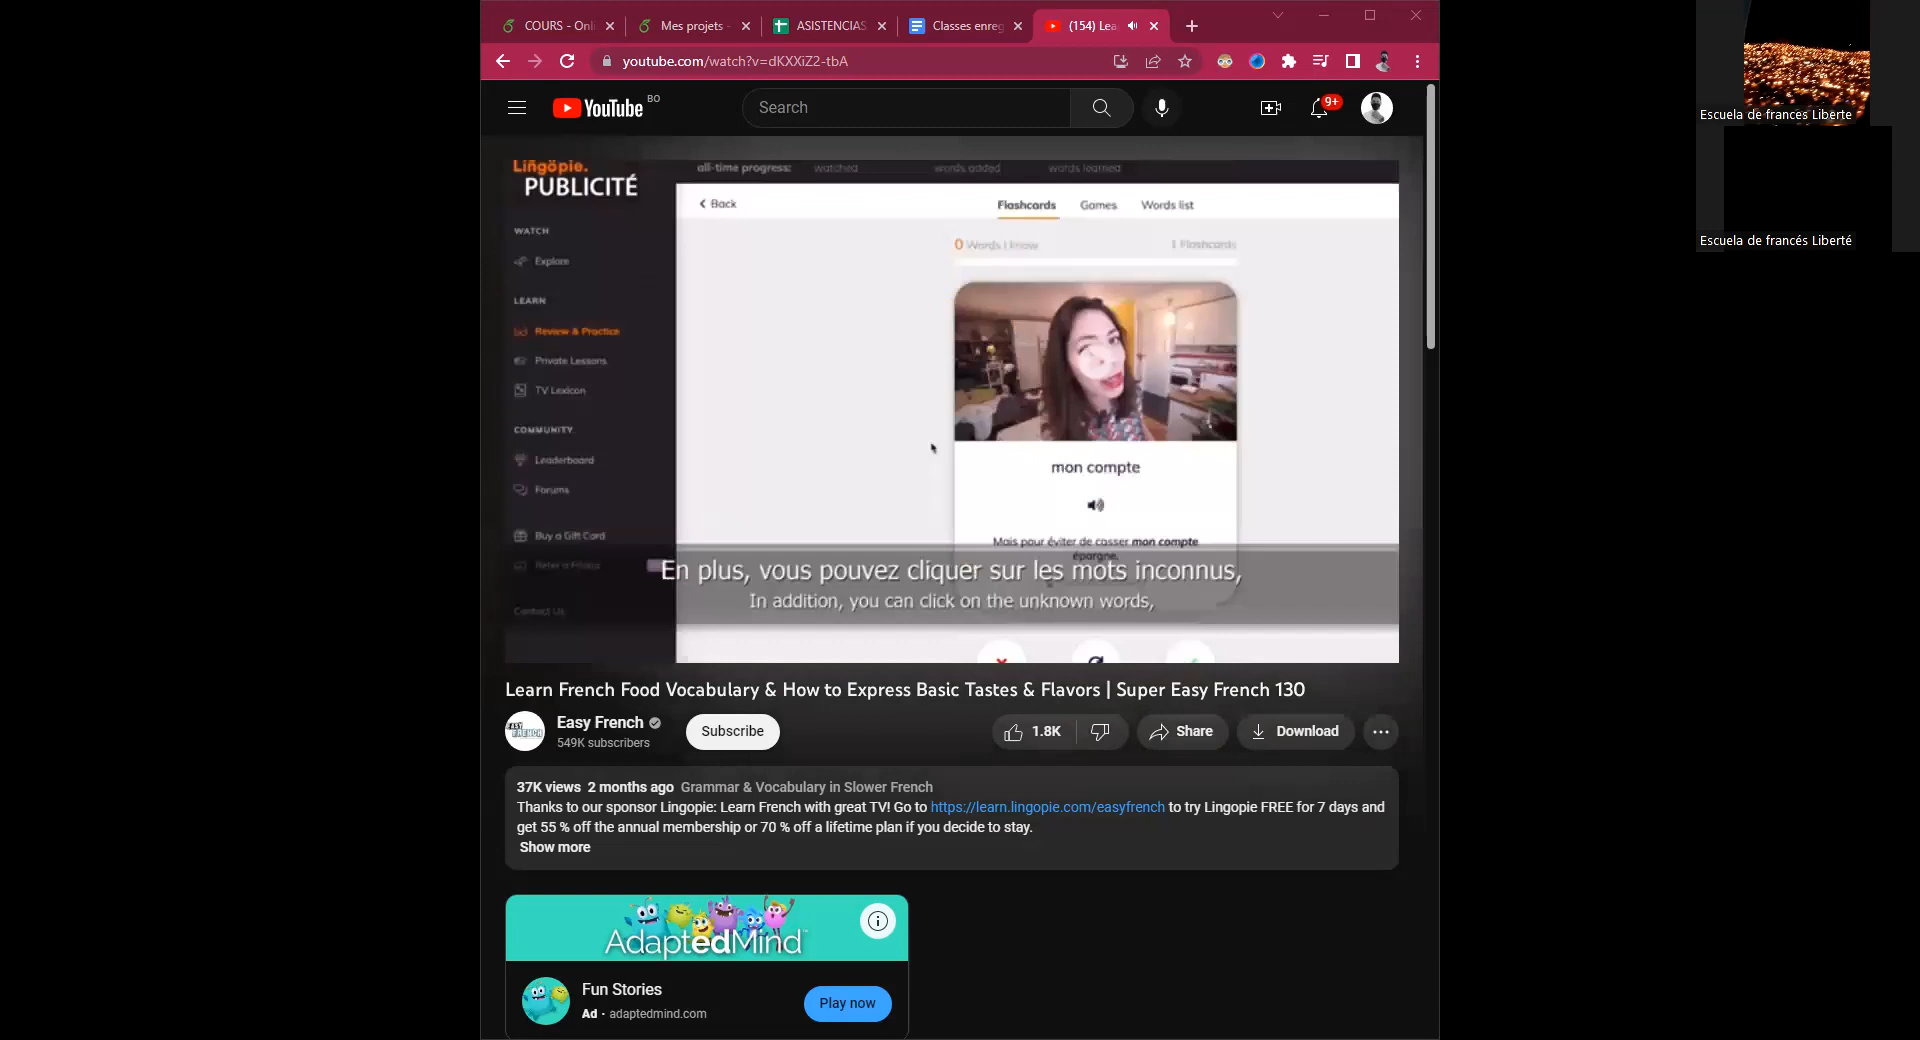 COURS - Onli
Mes projets -
ASISTENCIAS
Classes enreg
(154) Lea
youtube.com/watch?v=dKXXiZ2-tbA
YouTube BO
Search
9+
Escuela de frances Liberte
Escuela de francés Liberté
Lingopie.
PUBLICITÉ
all-time progress: watched words added words learned
Back
Flashcards Games Words list
0 Words I know 1 Flashcards
WATCH
Explore
LEARN
Review & Practice
Private Lessons
TV Lexicon
COMMUNITY
Leaderboard
Forums
Buy a Gift Card
Refer a Friend
Contact Us
mon compte
Mais pour éviter de casser mon compte
épargne.
En plus, vous pouvez cliquer sur les mots inconnus,
In addition, you can click on the unknown words,
Learn French Food Vocabulary & How to Express Basic Tastes & Flavors | Super Easy French 130
EASY FRENCH
Easy French
549K subscribers
Subscribe
1.8K
Share
Download
37K views 2 months ago Grammar & Vocabulary in Slower French
Thanks to our sponsor Lingopie: Learn French with great TV! Go to https://learn.lingopie.com/easyfrench to try Lingopie FREE for 7 days and
get 55 % off the annual membership or 70 % off a lifetime plan if you decide to stay.
Show more
AdaptedMind™
Fun Stories
Ad · adaptedmind.com
Play now